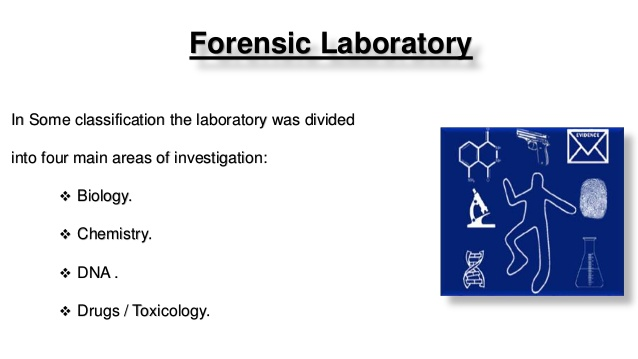 Forensic Laboratory
In Some classification the laboratory was divided
into four main areas of investigation:
❖ Biology.
❖ Chemistry.
❖ DNA .
❖ Drugs / Toxicology.
EVIDENCE